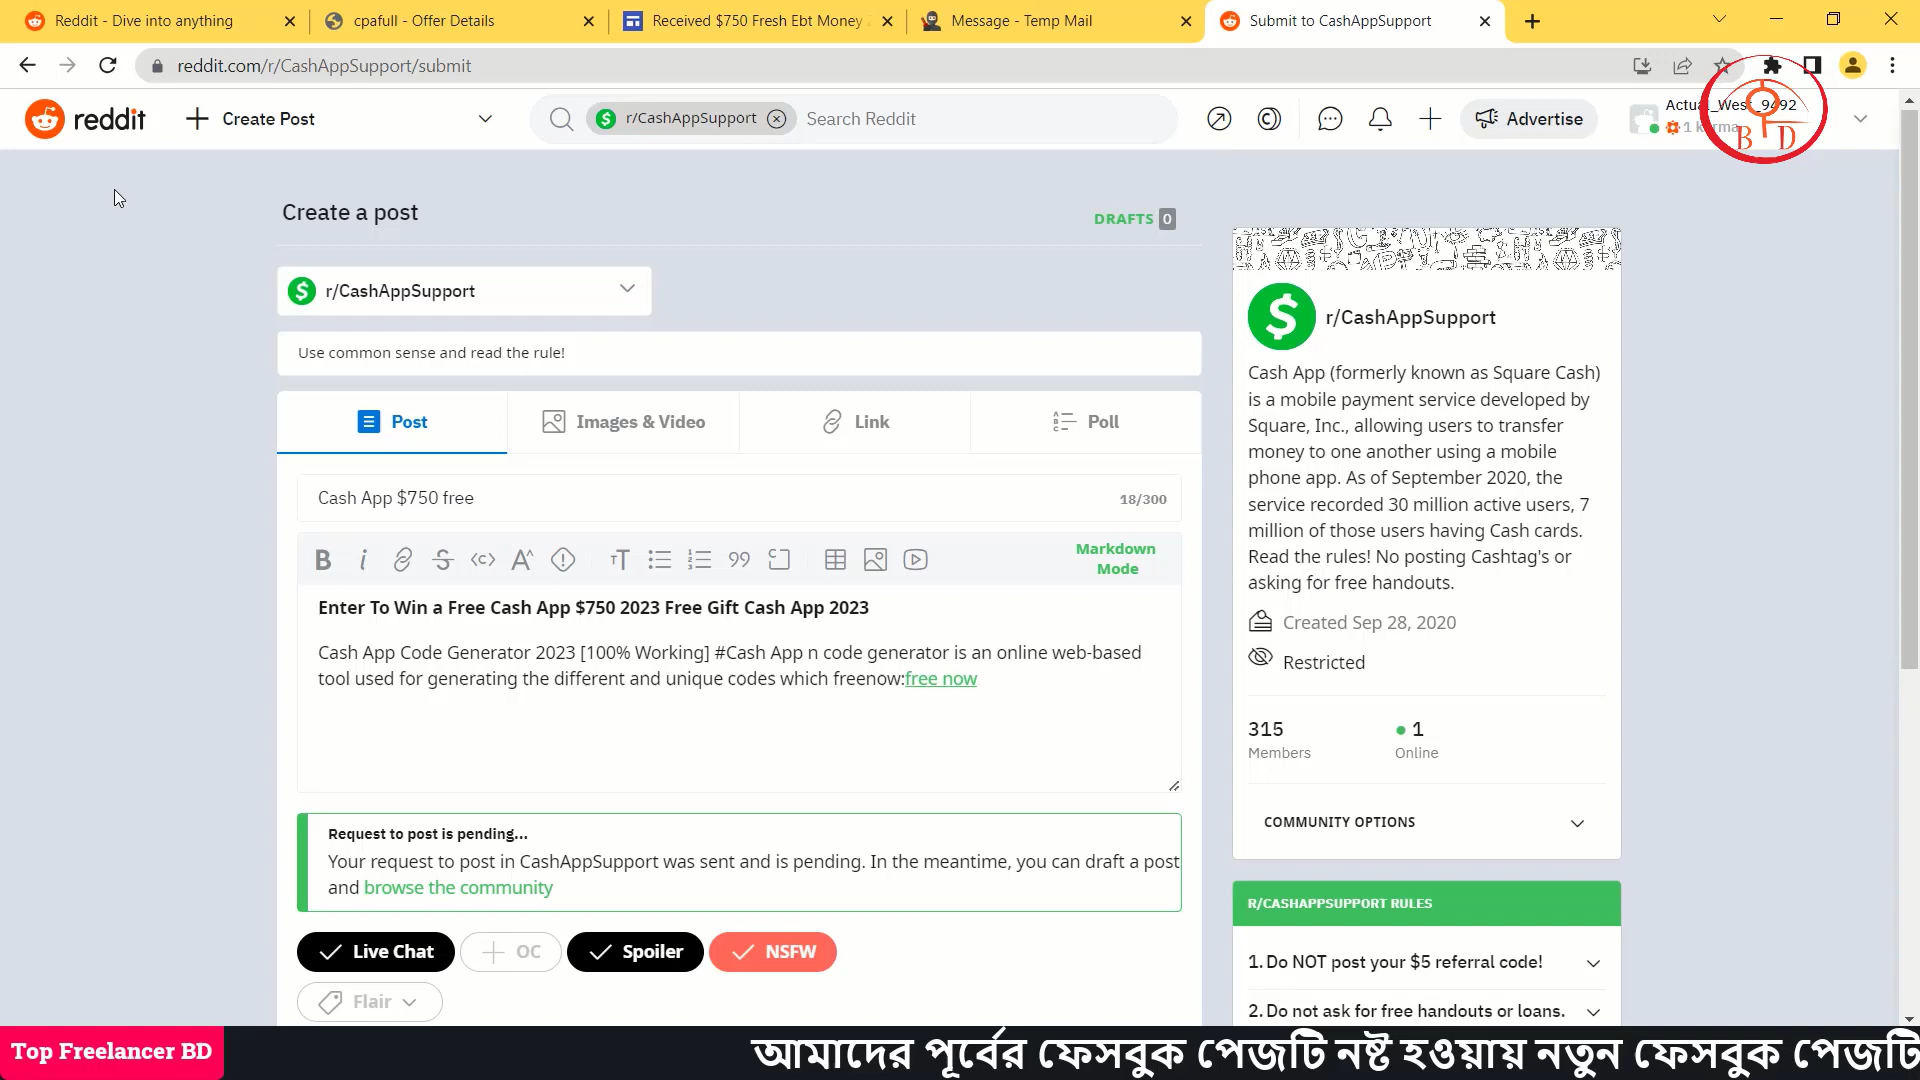 Reddit - Dive into anything
cpafull - Offer Details
Received $750 Fresh Ebt Money
Message - Temp Mail
Submit to CashAppSupport
reddit.com/r/CashAppSupport/submit
reddit
Create Post
r/CashAppSupport
Search Reddit
Advertise
Actual_West_9492
1 karma
B D
Create a post
DRAFTS 0
r/CashAppSupport
Use common sense and read the rule!
Post
Images & Video
Link
Poll
Cash App $750 free
18/300
Markdown
Mode
Enter To Win a Free Cash App $750 2023 Free Gift Cash App 2023
Cash App Code Generator 2023 [100% Working] #Cash App n code generator is an online web-based
tool used for generating the different and unique codes which freenow:free now
Request to post is pending...
Your request to post in CashAppSupport was sent and is pending. In the meantime, you can draft a post
and browse the community
Live Chat
OC
Spoiler
NSFW
Flair
r/CashAppSupport
Cash App (formerly known as Square Cash)
is a mobile payment service developed by
Square, Inc., allowing users to transfer
money to one another using a mobile
phone app. As of September 2020, the
service recorded 30 million active users, 7
million of those users having Cash cards.
Read the rules! No posting Cashtag's or
asking for free handouts.
Created Sep 28, 2020
Restricted
315
Members
1
Online
COMMUNITY OPTIONS
R/CASHAPPSUPPORT RULES
1. Do NOT post your $5 referral code!
2. Do not ask for free handouts or loans.
Top Freelancer BD
আমাদের পূর্বের ফেসবুক পেজটি নষ্ট হওয়ায় নতুন ফেসবুক পেজটি